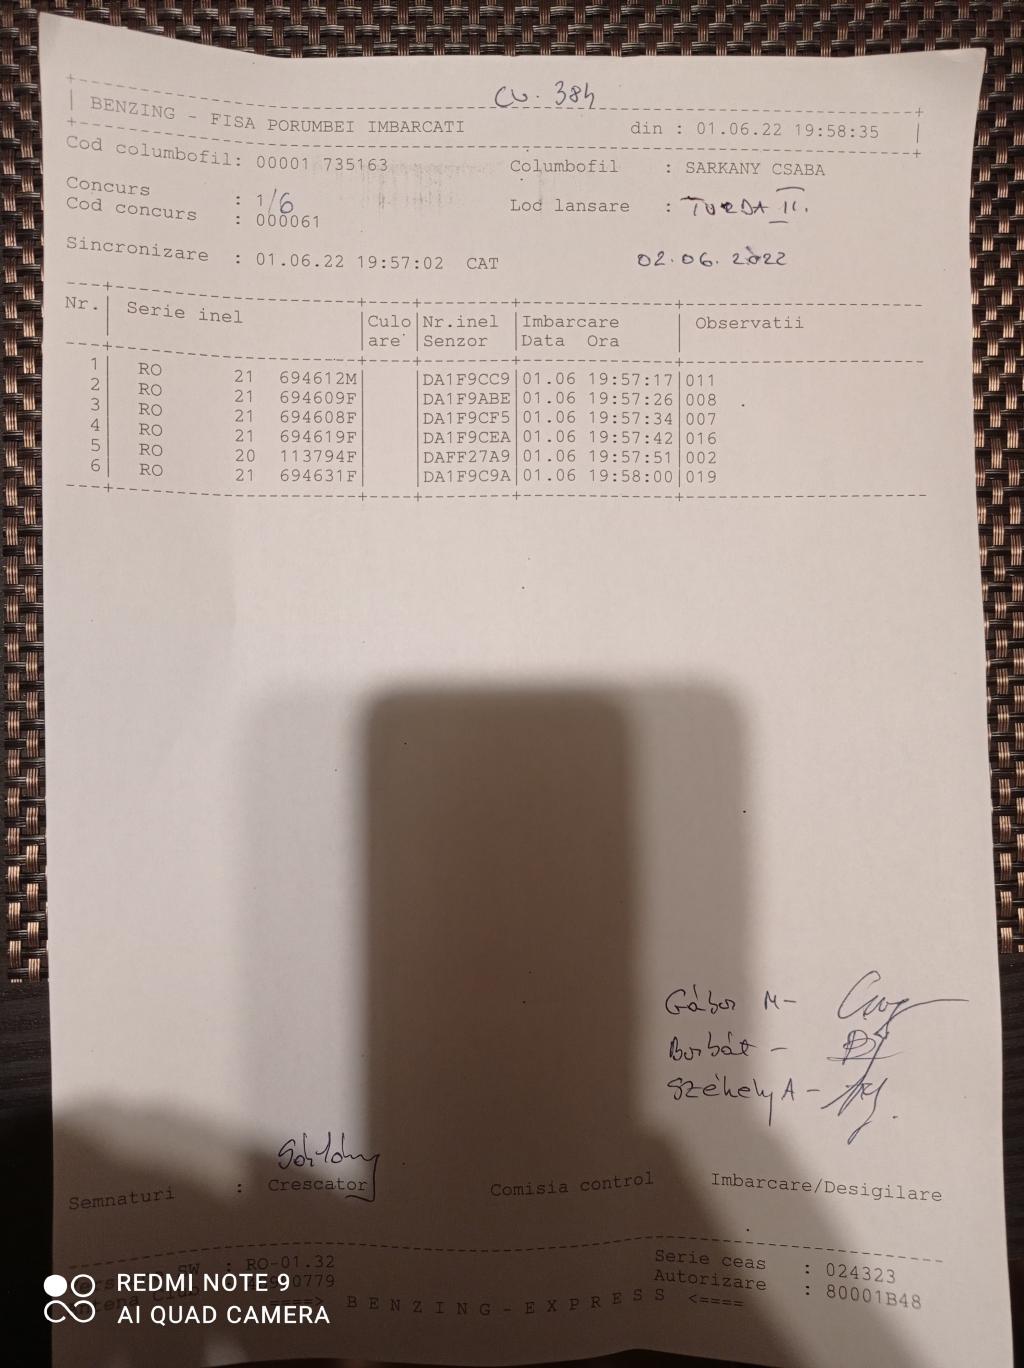 cu. 384
BENZING - FISA PORUMBEI IMBARCATI din : 01.06.22 19:58:35
Cod columbofil: 00001 735163 Columbofil : SARKANY CSABA
Concurs : 1/6 Loc lansare : TURDA II.
Cod concurs : 000061
Sincronizare : 01.06.22 19:57:02 CAT 02.06.2022
Nr. Serie inel Culo Nr.inel Imbarcare Observatii
are Senzor Data Ora
1 RO 21 694612M DA1F9CC9 01.06 19:57:17 011
2 RO 21 694609F DA1F9ABE 01.06 19:57:26 008
3 RO 21 694608F DA1F9CF5 01.06 19:57:34 007
4 RO 21 694619F DA1F9CEA 01.06 19:57:42 016
5 RO 20 113794F DAFF27A9 01.06 19:57:51 002
6 RO 21 694631F DA1F9C9A 01.06 19:58:00 019
Gábor M-
Borbát -
Székely A -
Semnaturi : Crescator Comisia control Imbarcare/Desigilare
SW : RO-01.32 Serie ceas : 024323
0779 Autorizare : 80001B48
====> BENZING-EXPRESS <====
REDMI NOTE 9
AI QUAD CAMERA